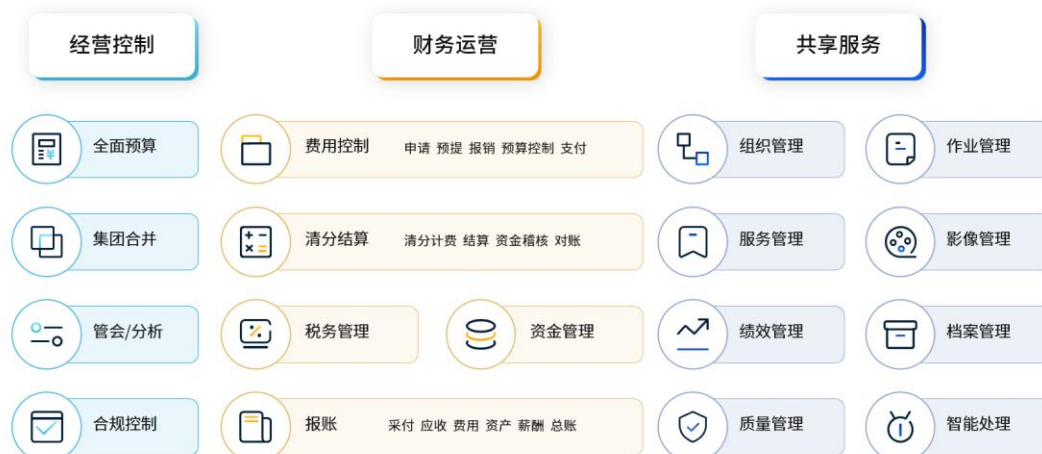 经营控制
财务运营
共享服务
全面预算
费用控制 申请 预提 报销 预算控制 支付
组织管理
作业管理
集团合并
清分结算 清分计费 结算 资金稽核 对账
服务管理
影像管理
管会/分析
税务管理
资金管理
绩效管理
档案管理
合规控制
报账 采付 应收 费用 资产 薪酬 总账
质量管理
智能处理